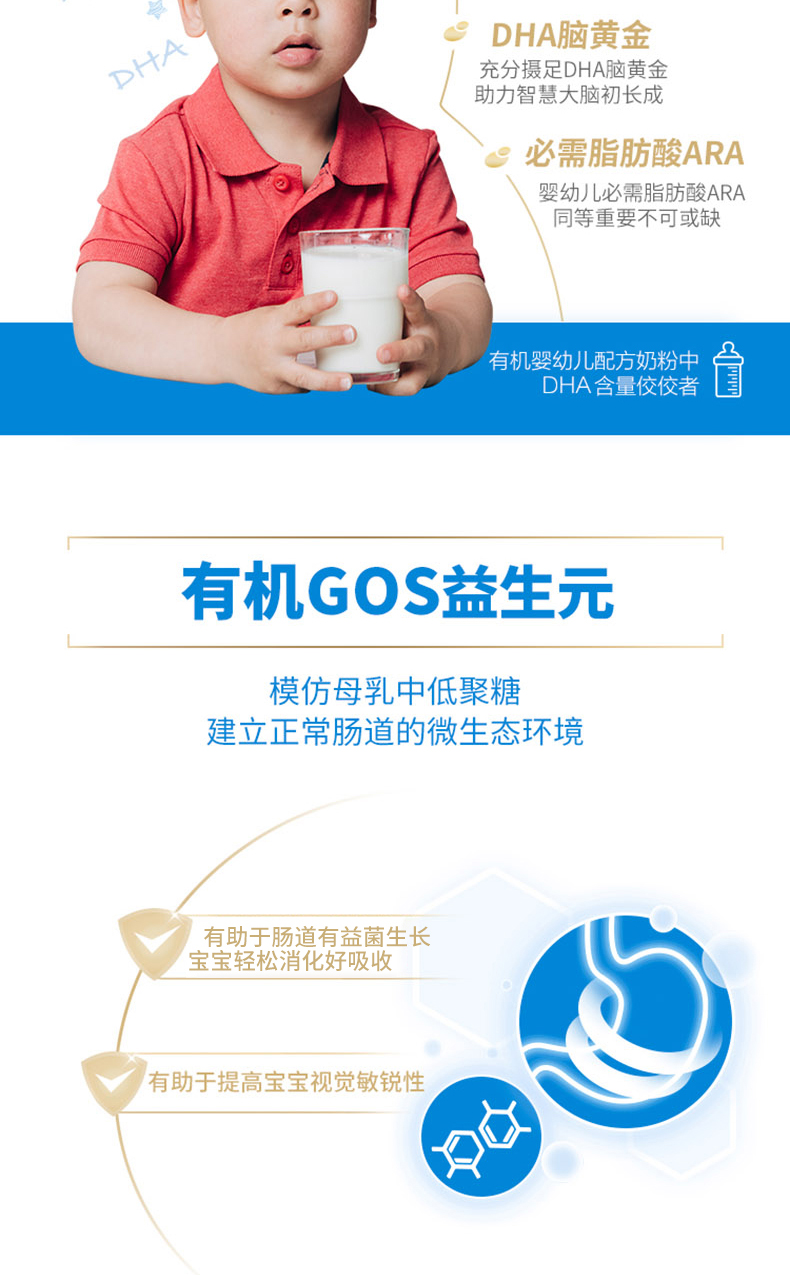 DHA
DHA脑黄金
充分摄足DHA脑黄金
助力智慧大脑初长成
必需脂肪酸ARA
婴幼儿必需脂肪酸ARA
同等重要不可或缺
有机婴幼儿配方奶粉中
DHA含量佼佼者
有机GOS益生元
模仿母乳中低聚糖
建立正常肠道的微生态环境
有助于肠道有益菌生长
宝宝轻松消化好吸收
有助于提高宝宝视觉敏锐性